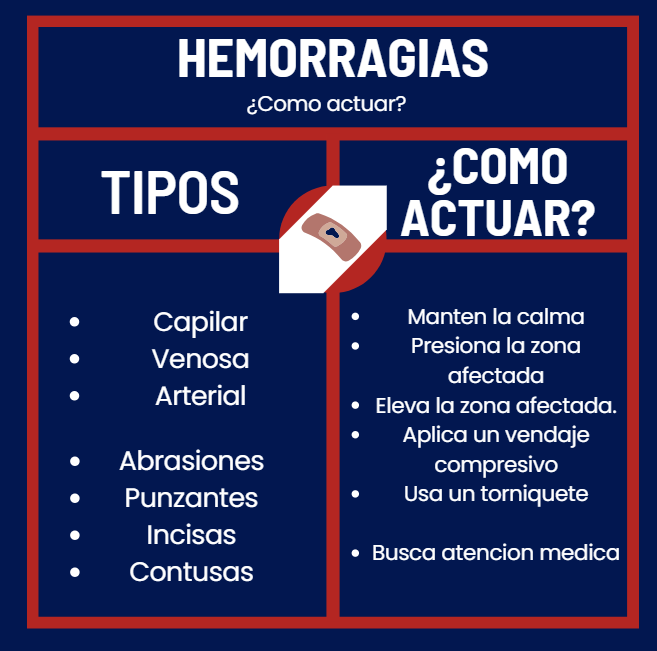 HEMORRAGIAS
¿Como actuar?
TIPOS
¿COMO
ACTUAR?
• Capilar
• Venosa
• Arterial
• Abrasiones
• Punzantes
• Incisas
• Contusas
• Manten la calma
• Presiona la zona
afectada
• Eleva la zona afectada.
• Aplica un vendaje
compresivo
• Usa un torniquete
• Busca atencion medica